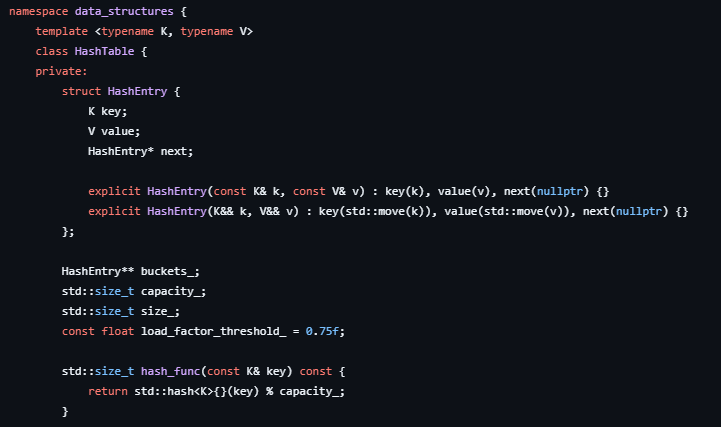 namespace data_structures {
template <typename K, typename V>
class HashTable {
private:
struct HashEntry {
K key;
V value;
HashEntry* next;
explicit HashEntry(const K& k, const V& v) : key(k), value(v), next(nullptr) {}
explicit HashEntry(K&& k, V&& v) : key(std::move(k)), value(std::move(v)), next(nullptr) {}
};
HashEntry** buckets_;
std::size_t capacity_;
std::size_t size_;
const float load_factor_threshold_ = 0.75f;
std::size_t hash_func(const K& key) const {
return std::hash<K>{}(key) % capacity_;
}